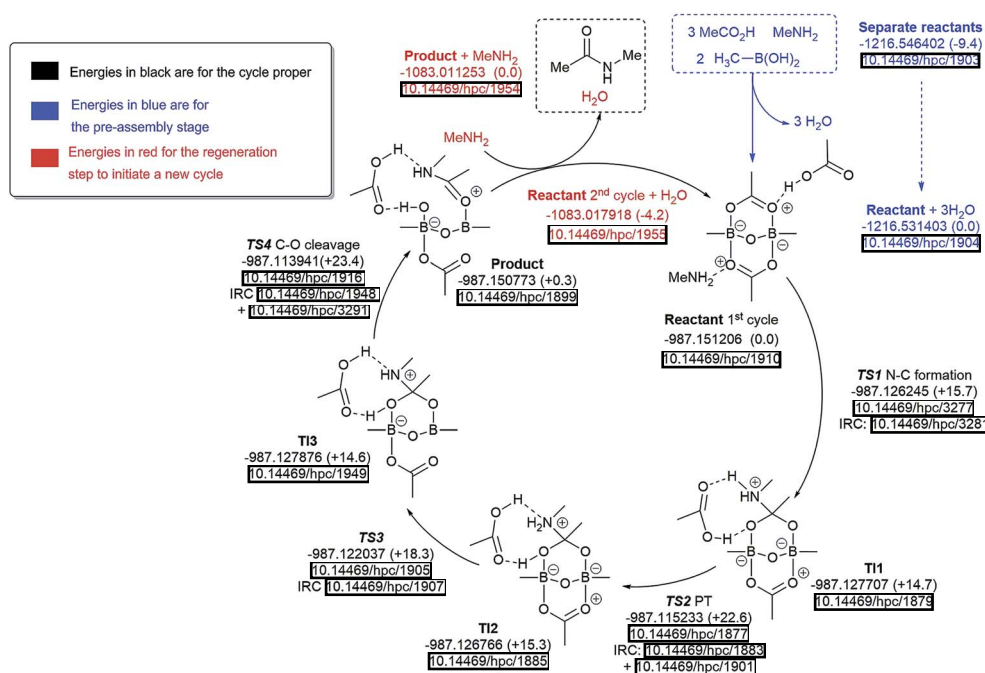 Energies in black are for the cycle proper
Energies in blue are for
the pre-assembly stage
Energies in red for the regeneration
step to initiate a new cycle
Product + MeNH2
-1083.011253 (0.0)
10.14469/hpc/1954
O
Me
N
H
Me
H2O
3 MeCO2H MeNH2
2 H3C-B(OH)2
3 H2O
Separate reactants
-1216.546402 (-9.4)
10.14469/hpc/1903
Reactant + 3H2O
-1216.531403 (0.0)
10.14469/hpc/1904
MeNH2
Reactant 2nd cycle + H2O
-1083.017918 (-4.2)
10.14469/hpc/1955
H
O
HN
O
H
O
O
B
O
B
O
O
Product
-987.150773 (+0.3)
10.14469/hpc/1899
H
O
O
O
O
B
O
B
O
O
MeNH2
Reactant 1st cycle
-987.151206 (0.0)
10.14469/hpc/1910
TS1 N-C formation
-987.126245 (+15.7)
10.14469/hpc/3277
IRC: 10.14469/hpc/3281
H
O
HN
O
H
O
O
B
O
B
O
O
TI1
-987.127707 (+14.7)
10.14469/hpc/1879
TS2 PT
-987.115233 (+22.6)
10.14469/hpc/1877
IRC: 10.14469/hpc/1883
+ 10.14469/hpc/1901
H
O
H2N
O
H
O
O
B
O
B
O
O
TI2
-987.126766 (+15.3)
10.14469/hpc/1885
TS3
-987.122037 (+18.3)
10.14469/hpc/1905
IRC 10.14469/hpc/1907
H
O
HN
O
H
O
O
B
O
B
O
O
TI3
-987.127876 (+14.6)
10.14469/hpc/1949
TS4 C-O cleavage
-987.113941(+23.4)
10.14469/hpc/1916
IRC 10.14469/hpc/1948
+ 10.14469/hpc/3291